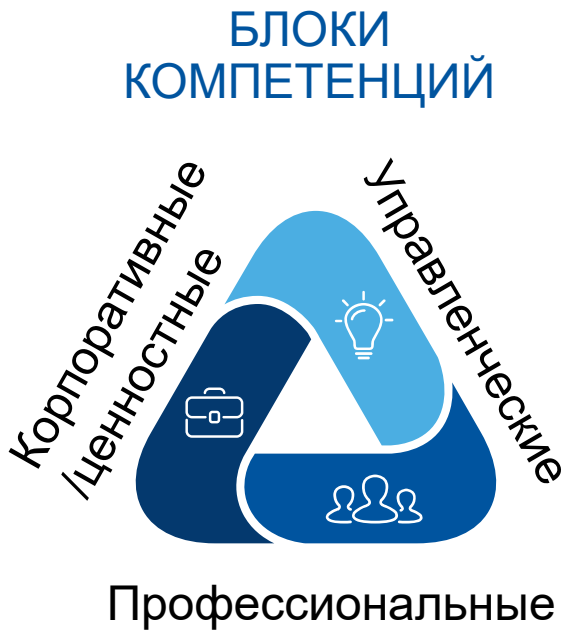 БЛОКИ
КОМПЕТЕНЦИЙ
Корпоративные
/ценностные
Управленческие
Профессиональные